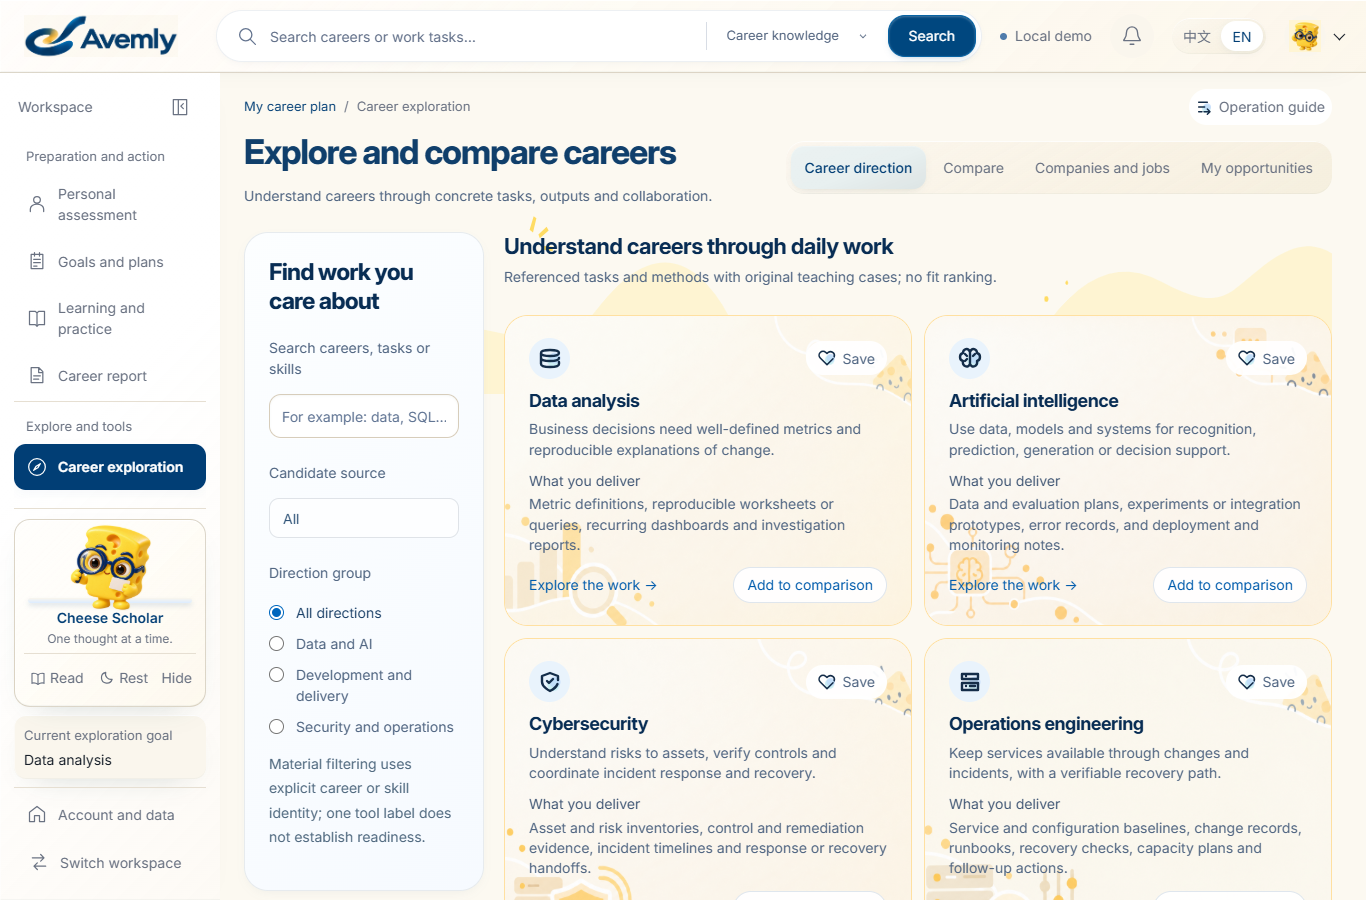 Avemly
Search careers or work tasks...
Career knowledge
Search
Local demo
中文
EN
Workspace
Preparation and action
Personal
assessment
Goals and plans
Learning and
practice
Career report
Explore and tools
Career exploration
Cheese Scholar
One thought at a time.
Read
Rest
Hide
Current exploration goal
Data analysis
Account and data
Switch workspace
My career plan / Career exploration
Operation guide
Explore and compare careers
Understand careers through concrete tasks, outputs and collaboration.
Career direction
Compare
Companies and jobs
My opportunities
Find work you
care about
Search careers, tasks or
skills
For example: data, SQL...
Candidate source
All
Direction group
All directions
Data and AI
Development and
delivery
Security and operations
Material filtering uses
explicit career or skill
identity; one tool label does
not establish readiness.
Understand careers through daily work
Referenced tasks and methods with original teaching cases; no fit ranking.
Save
Data analysis
Business decisions need well-defined metrics and
reproducible explanations of change.
What you deliver
Metric definitions, reproducible worksheets or
queries, recurring dashboards and investigation
reports.
Explore the work →
Add to comparison
Save
Artificial intelligence
Use data, models and systems for recognition,
prediction, generation or decision support.
What you deliver
Data and evaluation plans, experiments or integration
prototypes, error records, and deployment and
monitoring notes.
Explore the work →
Add to comparison
Save
Cybersecurity
Understand risks to assets, verify controls and
coordinate incident response and recovery.
What you deliver
Asset and risk inventories, control and remediation
evidence, incident timelines and response or recovery
handoffs.
Save
Operations engineering
Keep services available through changes and
incidents, with a verifiable recovery path.
What you deliver
Service and configuration baselines, change records,
runbooks, recovery checks, capacity plans and
follow-up actions.